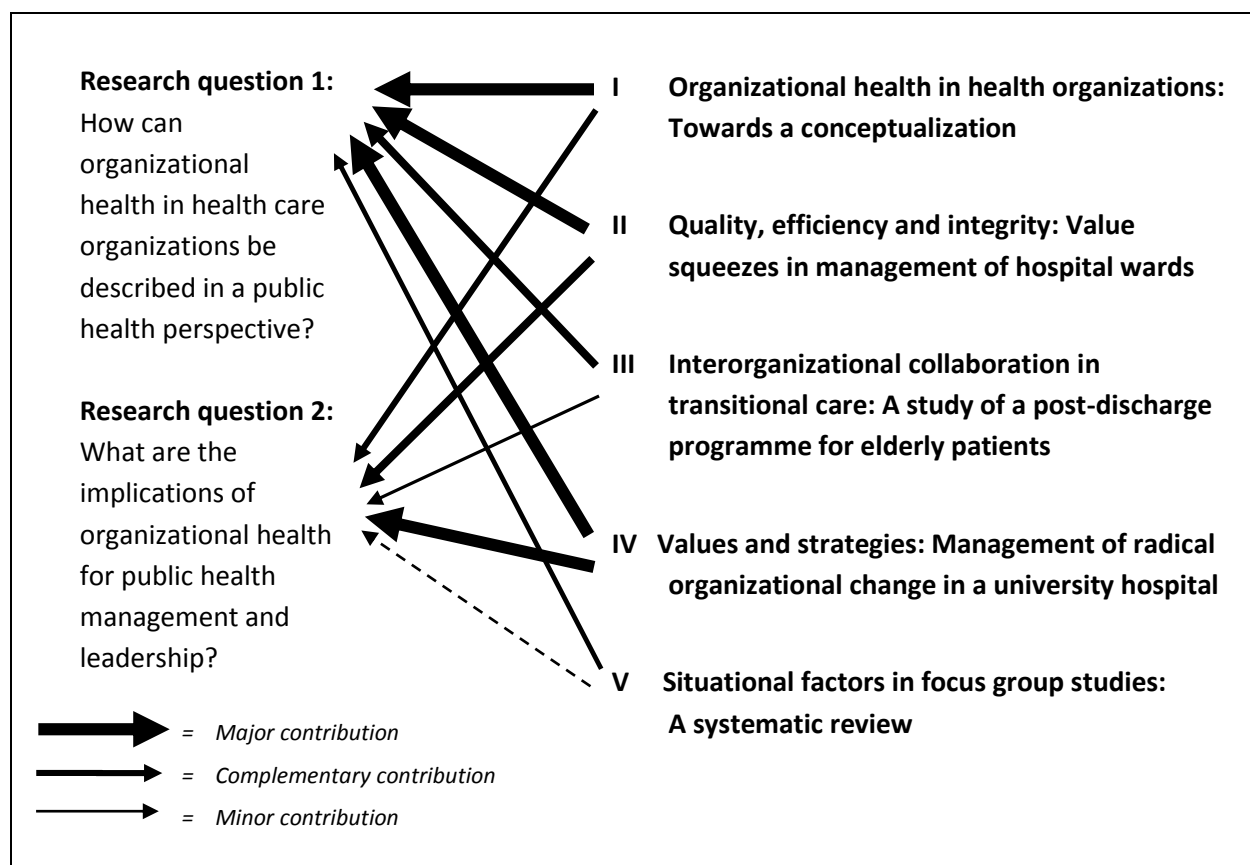 Research question 1:
How can
organizational
health in health care
organizations be
described in a public
health perspective?
Research question 2:
What are the
implications of
organizational health
for public health
management and
leadership?
I Organizational health in health organizations:
Towards a conceptualization
II Quality, efficiency and integrity: Value
squeezes in management of hospital wards
III Interorganizational collaboration in
transitional care: A study of a post-discharge
programme for elderly patients
IV Values and strategies: Management of radical
organizational change in a university hospital
V Situational factors in focus group studies:
A systematic review
= Major contribution
= Complementary contribution
= Minor contribution